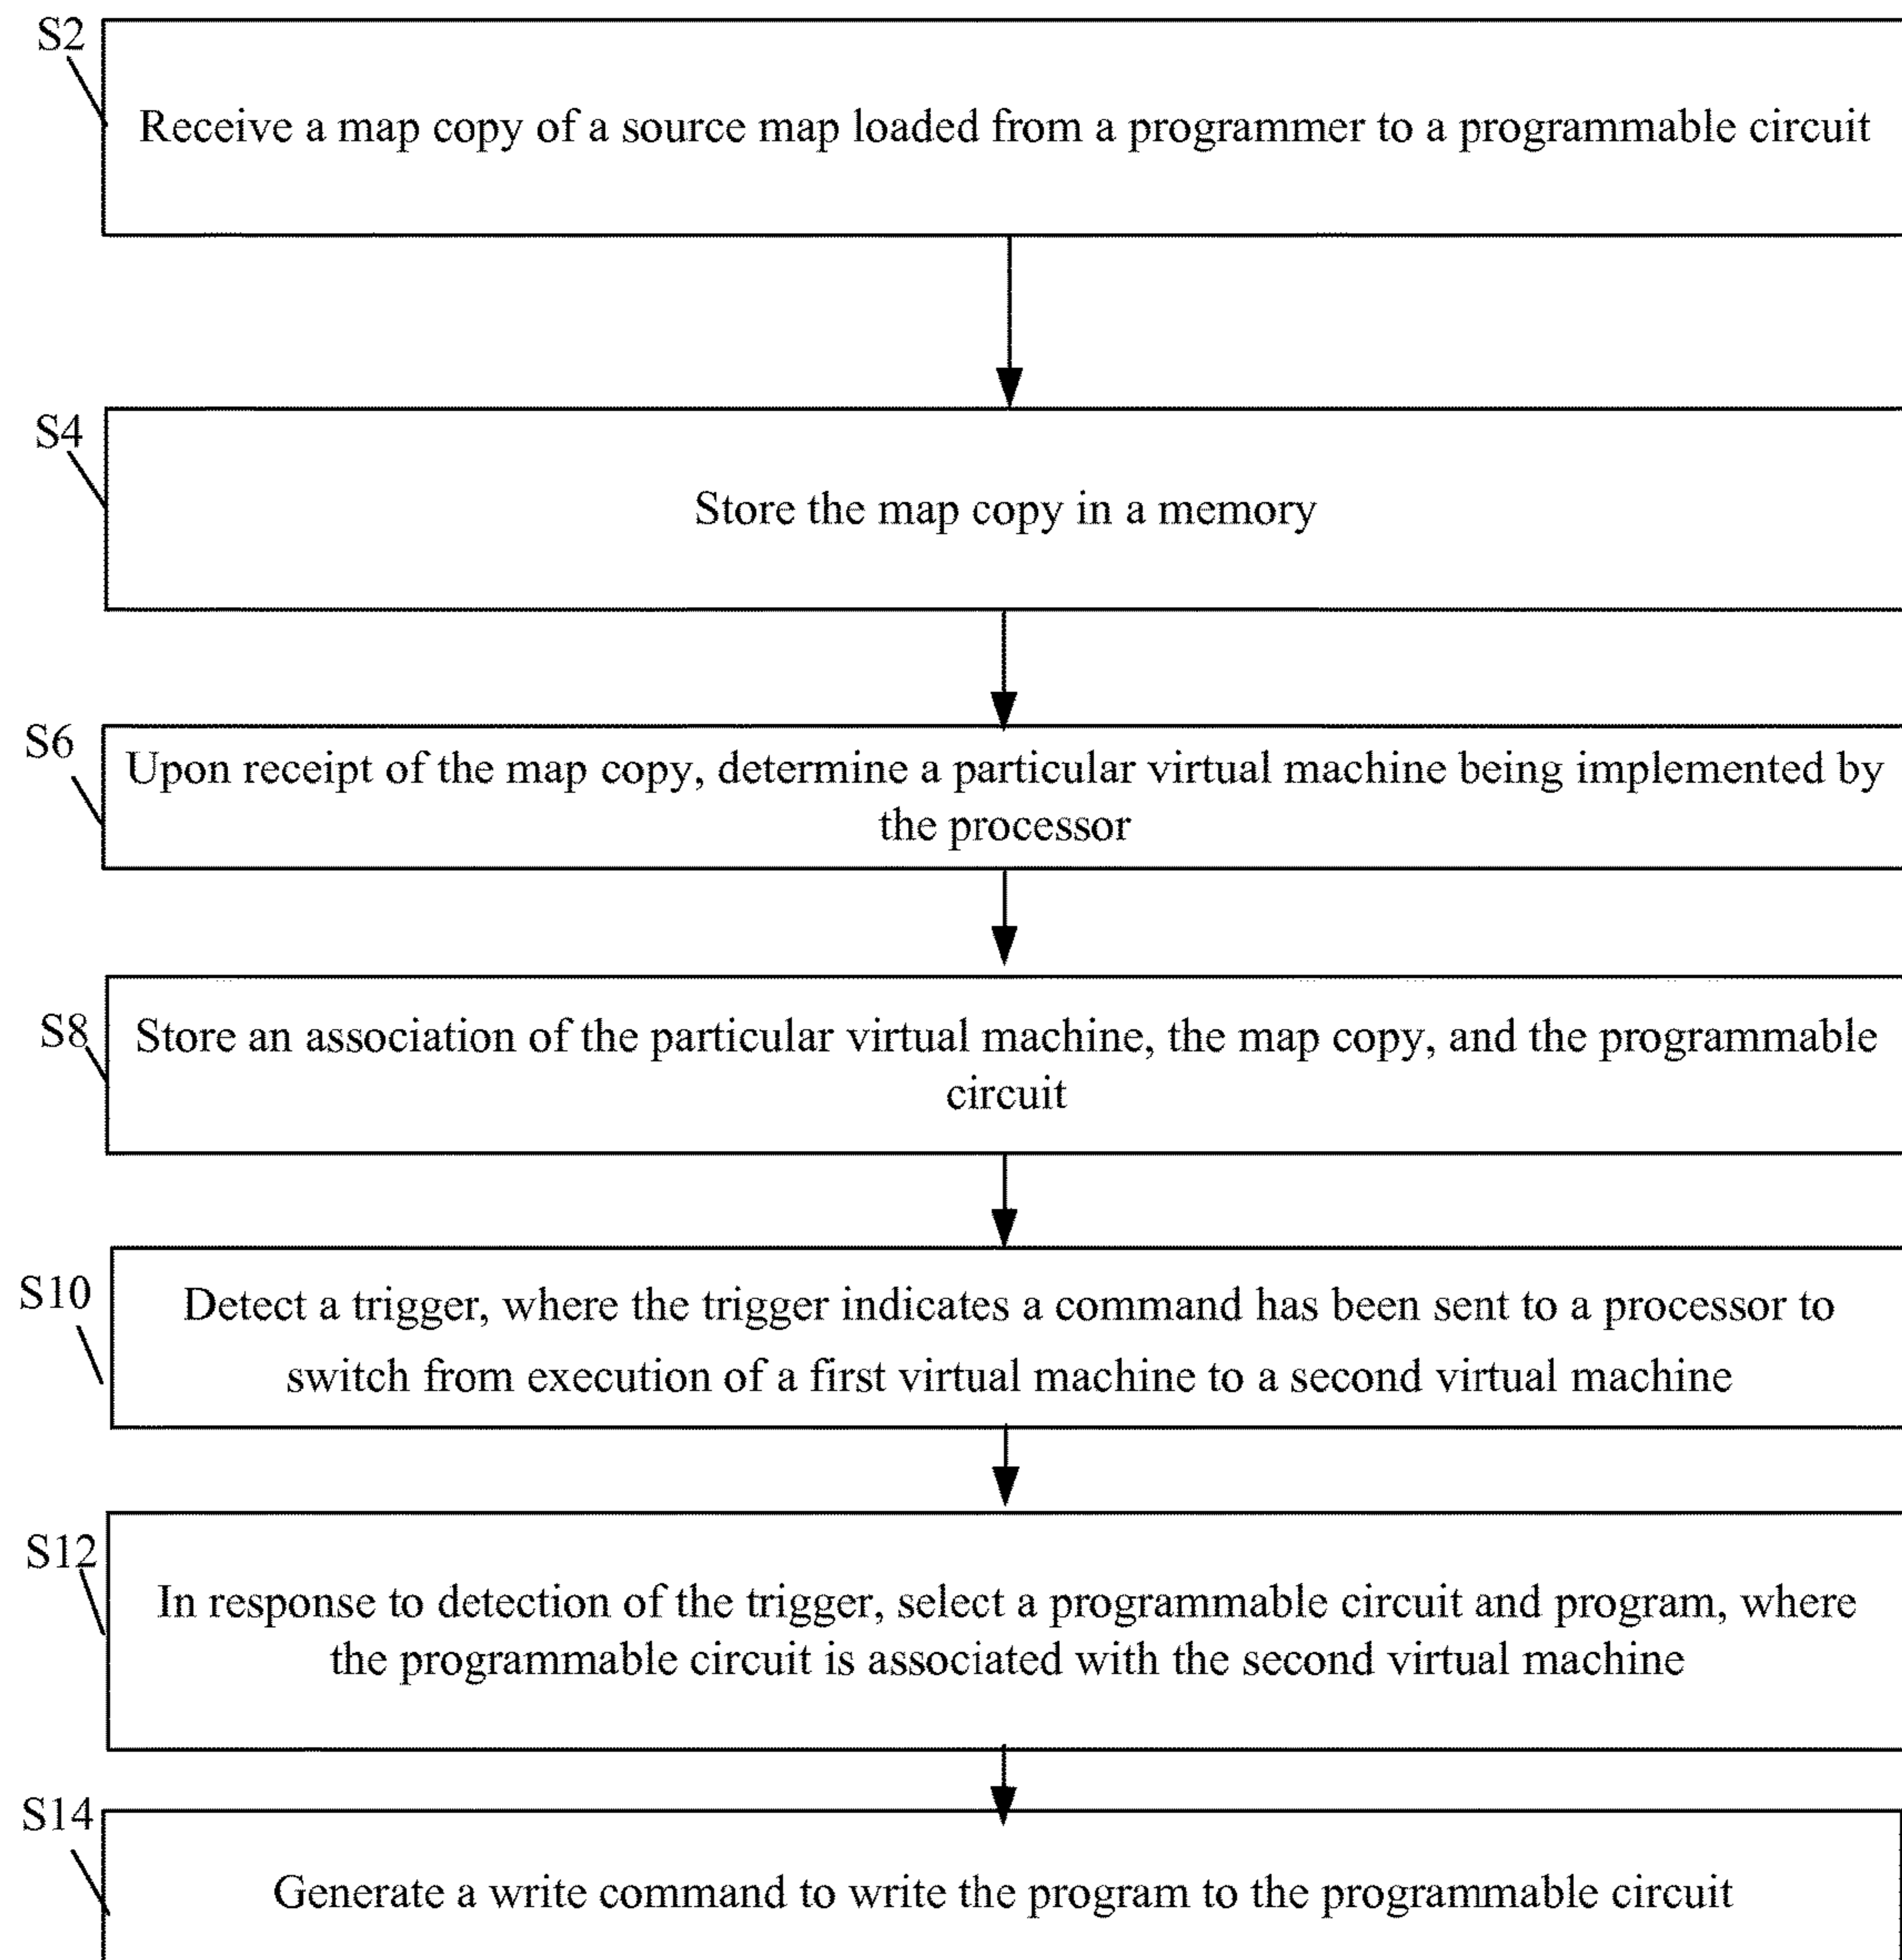 S2
Receive a map copy of a source map loaded from a programmer to a programmable circuit
S4
Store the map copy in a memory
S6
Upon receipt of the map copy, determine a particular virtual machine being implemented by
the processor
S8
Store an association of the particular virtual machine, the map copy, and the programmable
circuit
S10
Detect a trigger, where the trigger indicates a command has been sent to a processor to
switch from execution of a first virtual machine to a second virtual machine
S12
In response to detection of the trigger, select a programmable circuit and program, where
the programmable circuit is associated with the second virtual machine
S14
Generate a write command to write the program to the programmable circuit